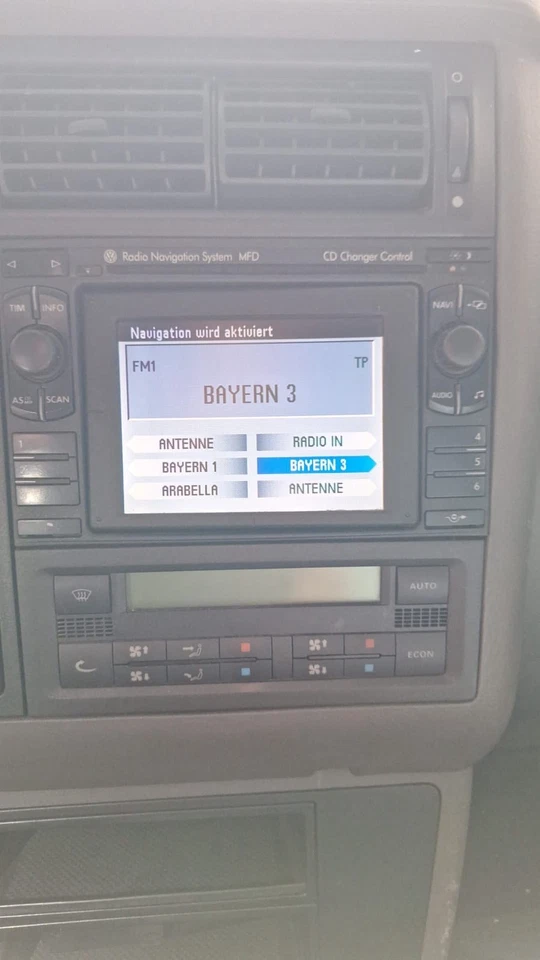 Radio Navigation System MFD CD Changer Control
TIM INFO
NAVI
Navigation wird aktiviert
FM1 TP
BAYERN 3
AS SCAN
AUDIO
1 ANTENNE RADIO IN 4
BAYERN 1 BAYERN 3 5
ARABELLA ANTENNE 6
AUTO
ECON